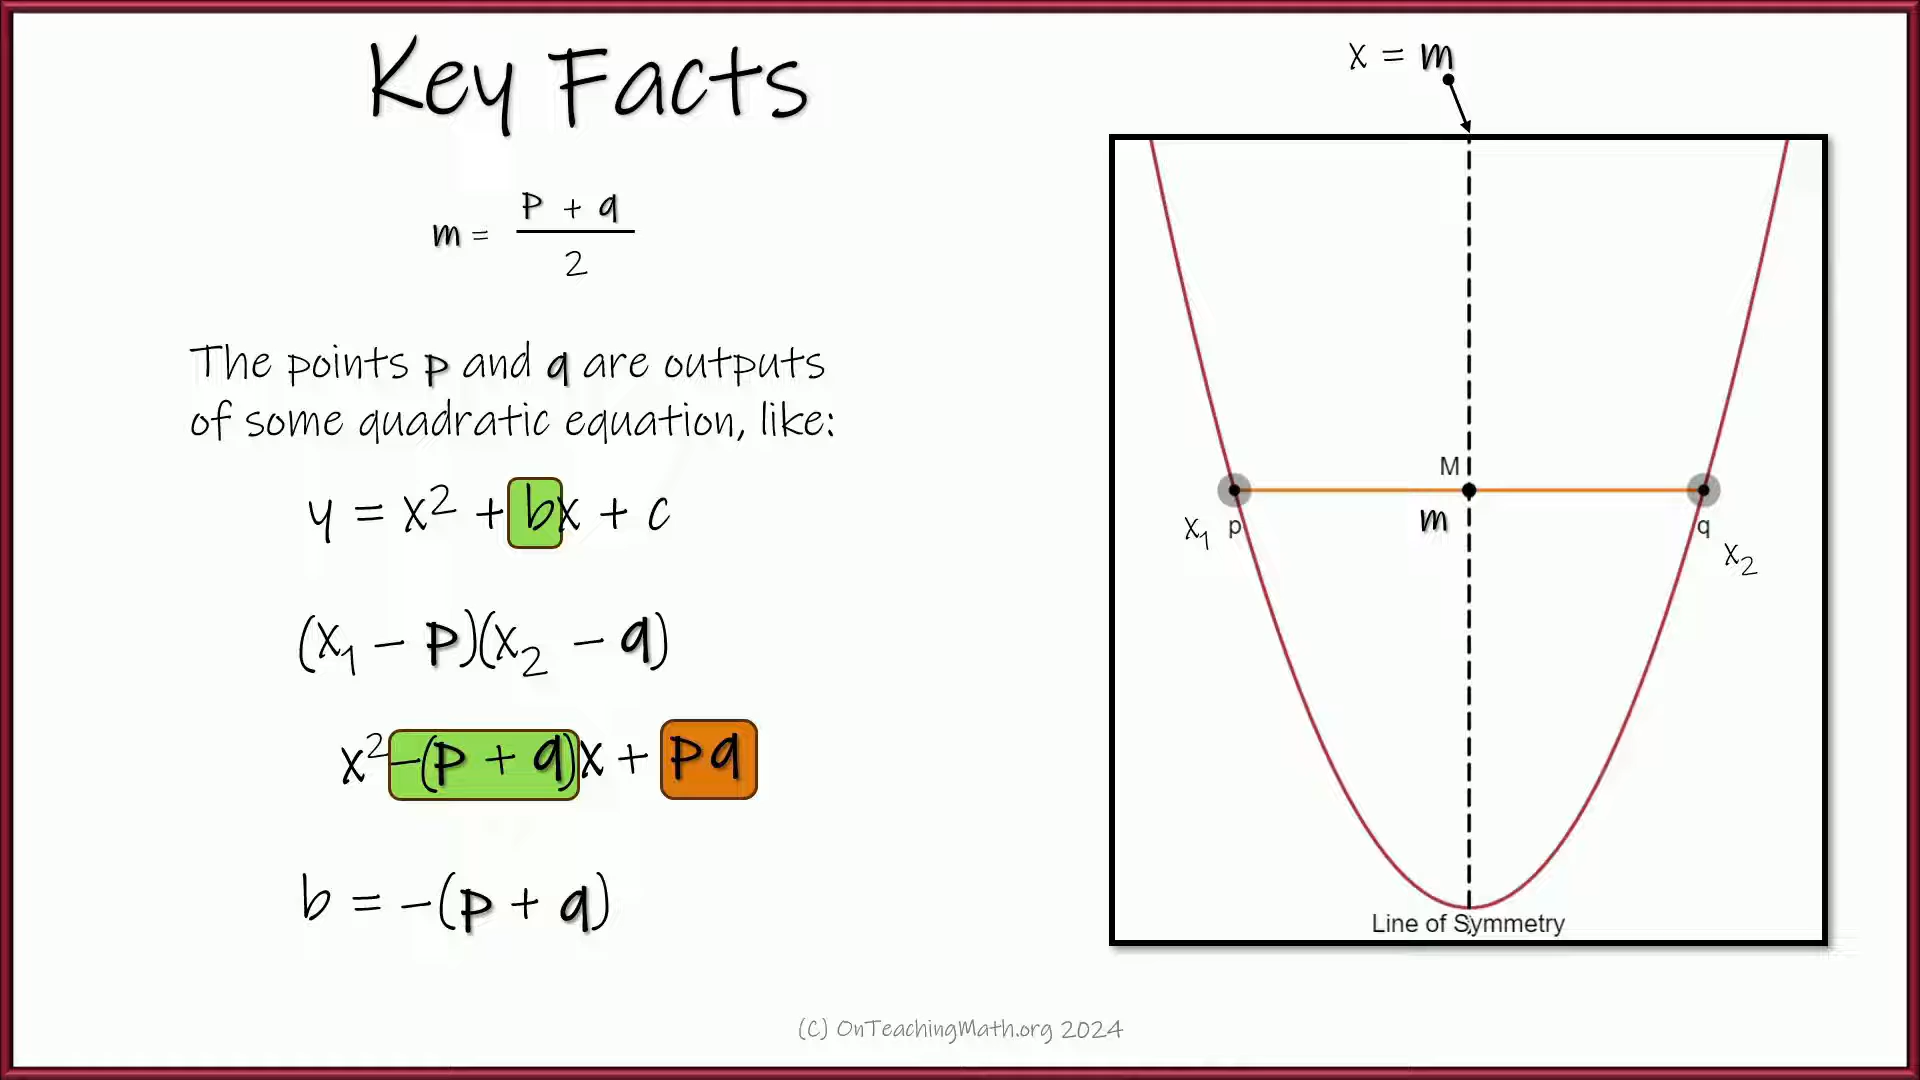 Key Facts
m = p + q / 2
The points p and q are outputs
of some quadratic equation, like:
y = x² + bx + c
(x₁ − p)(x₂ − q)
x² −(p + q)x + pq
b = −(p + q)
x = m
M
m
x₁ p
q
x₂
Line of Symmetry
(C) OnTeachingMath.org 2024